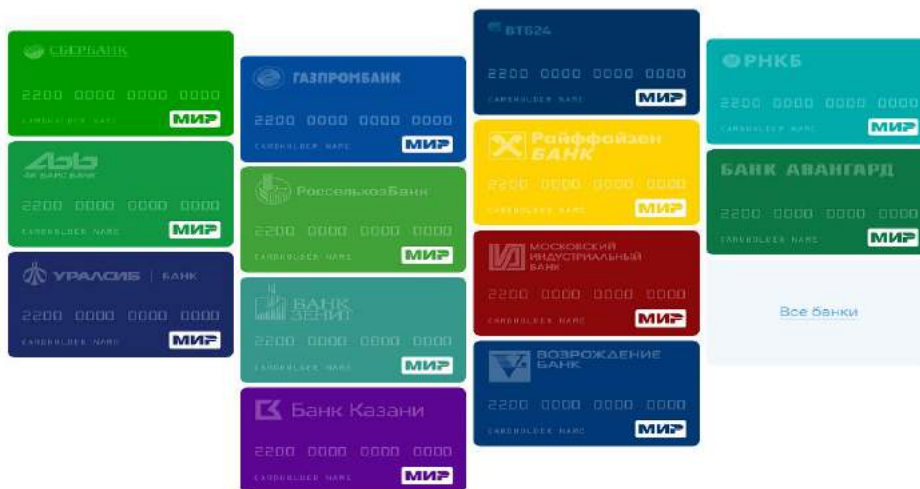 СБЕРБАНК
2200 0000 0000 0000
CARDHOLDER NAME
МИР
АК БАРС БАНК
2200 0000 0000 0000
CARDHOLDER NAME
МИР
УРАЛСИБ | БАНК
2200 0000 0000 0000
CARDHOLDER NAME
МИР
ГАЗПРОМБАНК
2200 0000 0000 0000
CARDHOLDER NAME
МИР
РоссельхозБанк
2200 0000 0000 0000
CARDHOLDER NAME
МИР
БАНК
ЗЕНИТ
2200 0000 0000 0000
CARDHOLDER NAME
МИР
Банк Казани
2200 0000 0000 0000
CARDHOLDER NAME
МИР
ВТБ24
2200 0000 0000 0000
CARDHOLDER NAME
МИР
Райффайзен
БАНК
2200 0000 0000 0000
CARDHOLDER NAME
МИР
МОСКОВСКИЙ
ИНДУСТРИАЛЬНЫЙ
БАНК
2200 0000 0000 0000
CARDHOLDER NAME
МИР
ВОЗРОЖДЕНИЕ
БАНК
2200 0000 0000 0000
CARDHOLDER NAME
МИР
РНКБ
2200 0000 0000 0000
CARDHOLDER NAME
МИР
БАНК АВАНГАРД
2200 0000 0000 0000
CARDHOLDER NAME
МИР
Все банки